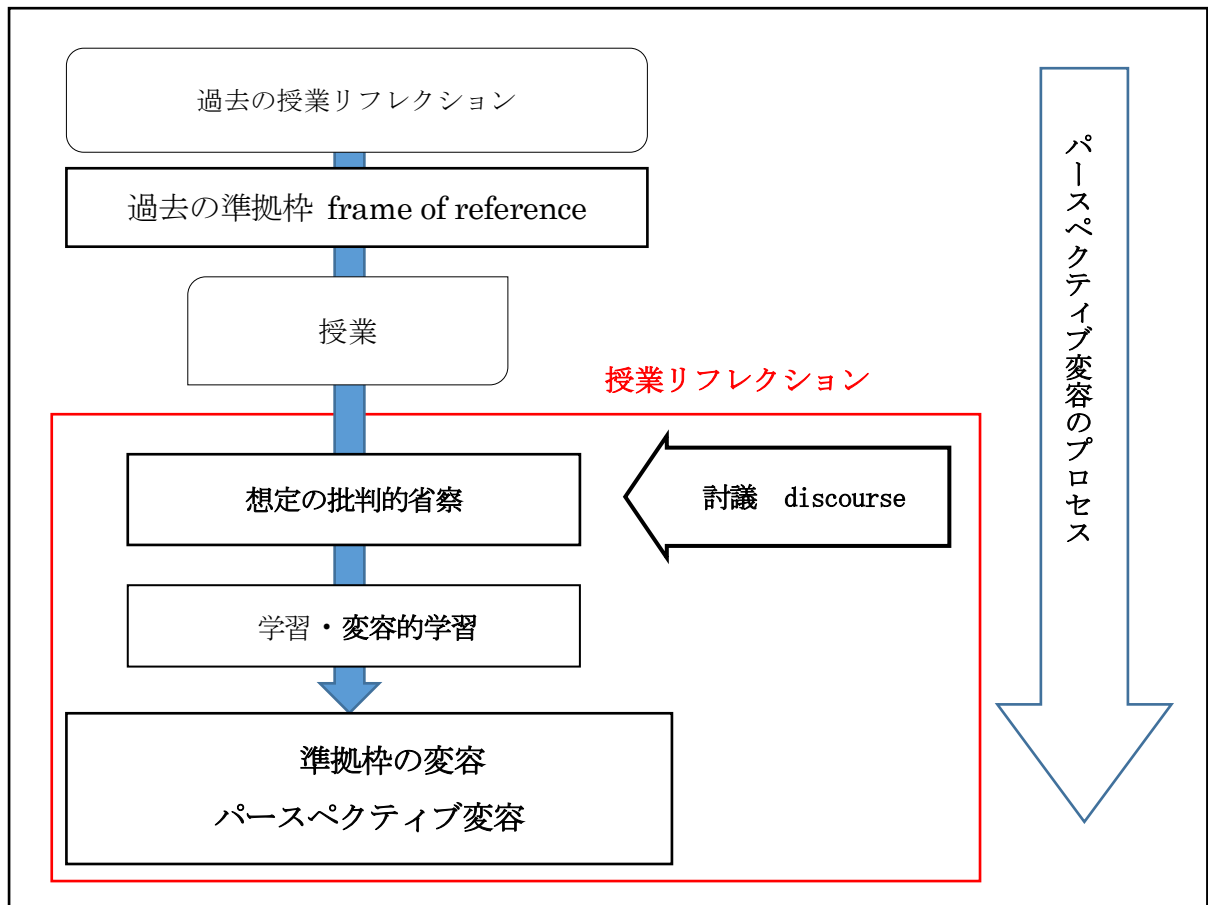 過去の授業リフレクション
過去の準拠枠 frame of reference
授業
授業リフレクション
想定の批判的省察
討議　discourse
学習・変容的学習
準拠枠の変容
パースペクティブ変容
パースペクティブ変容のプロセス